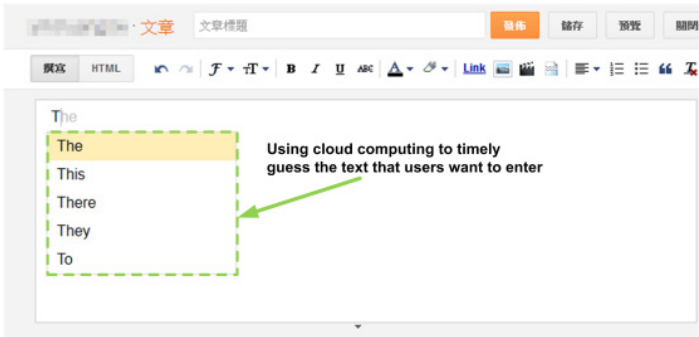 · 文章 文章標題 發佈 儲存 預覽 關閉
撰寫 HTML F T B I U ABC A Link
The
The
This
There
They
To
Using cloud computing to timely
guess the text that users want to enter